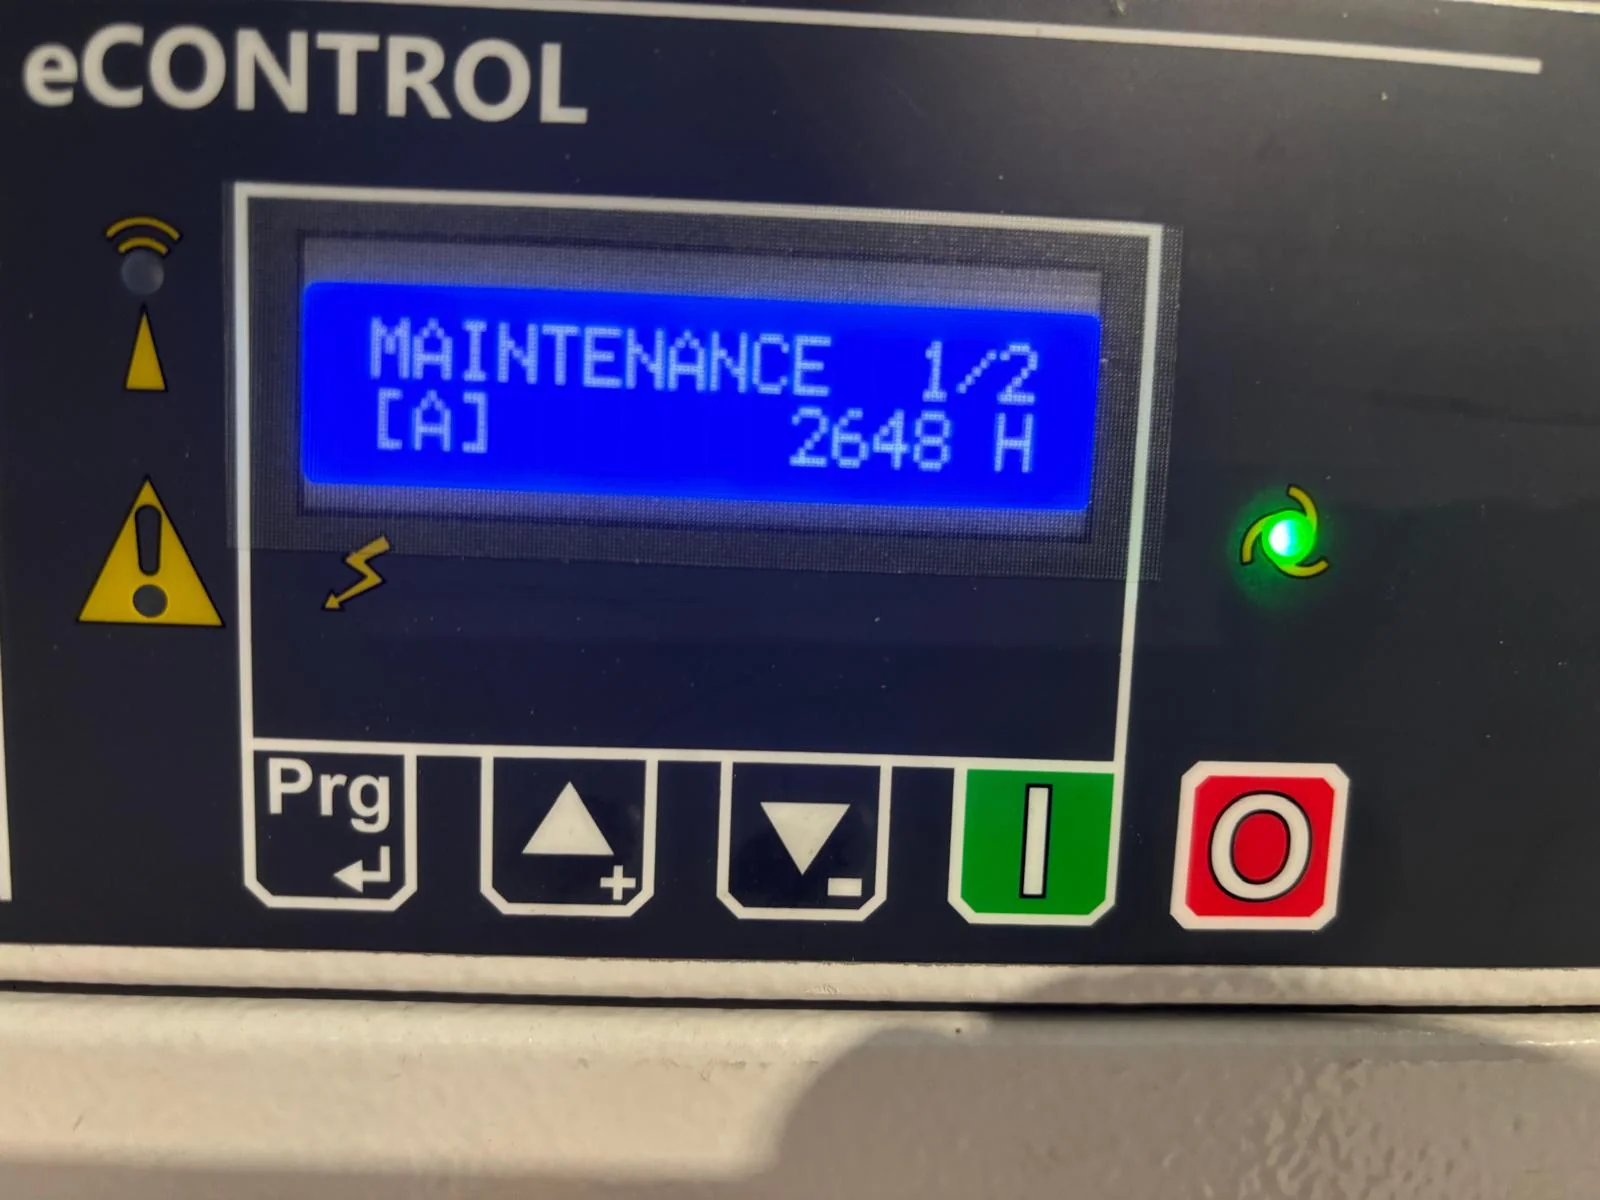 eCONTROL
MAINTENANCE 1/2
[A] 2648 H
Prg
+
-
I
O